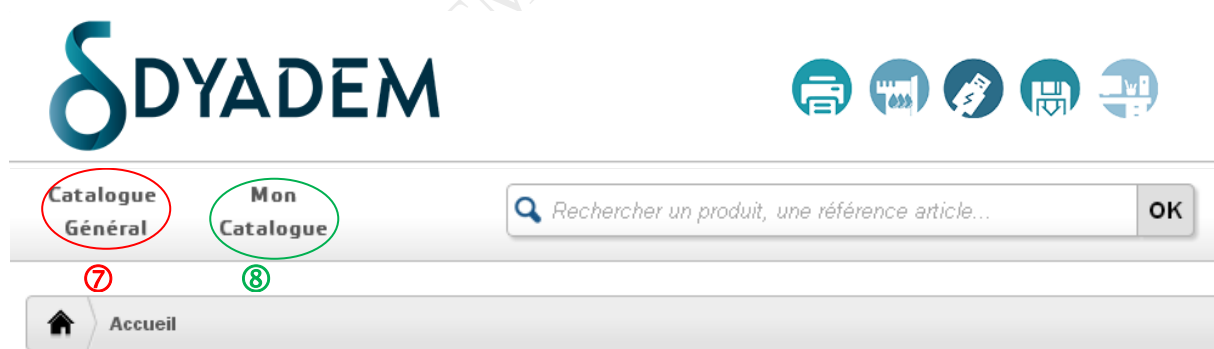 DYADEM
Catalogue
Général
Mon
Catalogue
Rechercher un produit, une référence article...
OK
⑦
⑧
Accueil